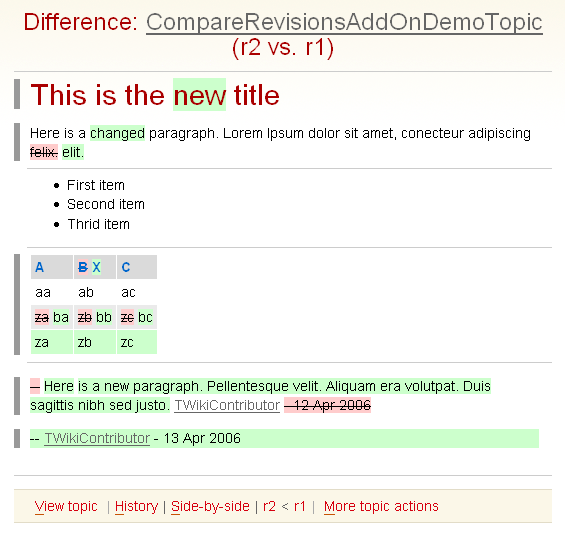 Difference: CompareRevisionsAddOnDemoTopic
(r2 vs. r1)
This is the new title
Here is a changed paragraph. Lorem Ipsum dolor sit amet, conecteur adipiscing
felix. elit.
First item
Second item
Thrid item
A B X C
aa ab ac
za ba zb bb zc bc
za zb zc
-- Here is a new paragraph. Pellentesque velit. Aliquam era volutpat. Duis
sagittis nibh sed justo. TWikiContributor - 12 Apr 2006
-- TWikiContributor - 13 Apr 2006
View topic | History | Side-by-side | r2 < r1 | More topic actions